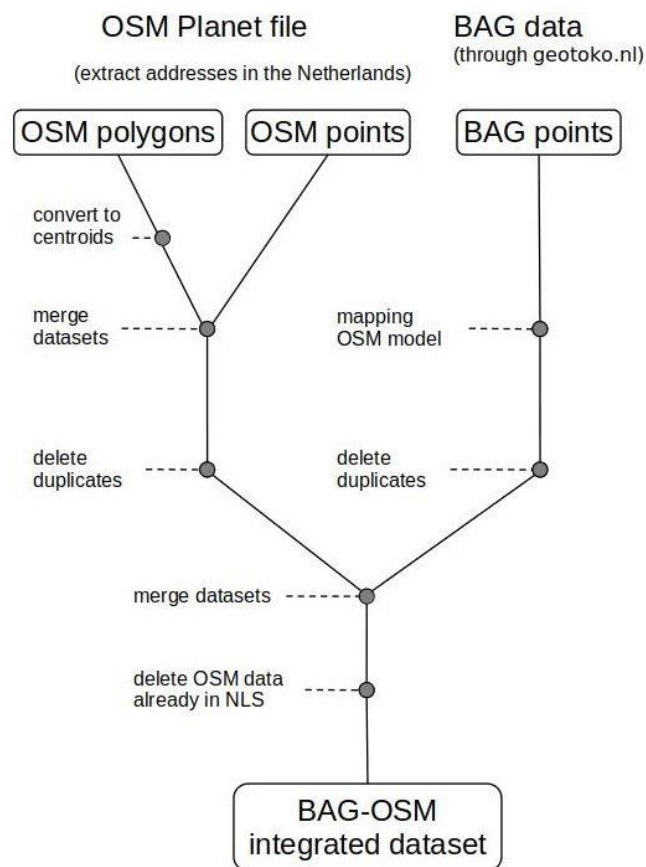 OSM Planet file
(extract addresses in the Netherlands)
BAG data
(through geotoko.nl)
OSM polygons
OSM points
BAG points
convert to
centroids
merge
datasets
mapping
OSM model
delete
duplicates
delete
duplicates
merge datasets
delete OSM data
already in NLS
BAG-OSM
integrated dataset